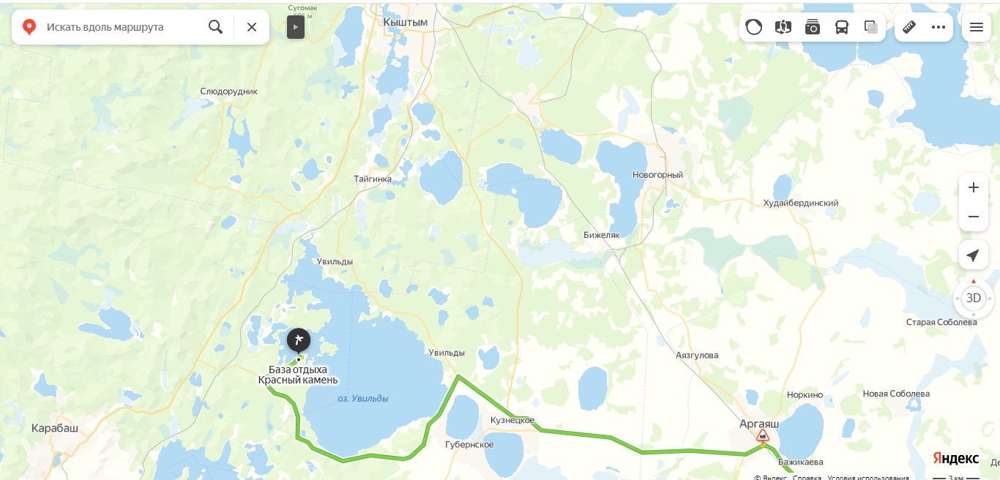 Сугомак
591 м
Кыштым
Искать вдоль маршрута
Слюдорудник
Тайгинка
Новогорный
Худайбердинский
Бижеляк
Увильды
3D
Старая Соболева
База отдыха
Красный камень
Увильды
Аязгулова
оз. Увильды
Норкино
Новая Соболева
Кузнецкое
Аргаяш
Карабаш
Губернское
Бажикаева
Яндекс
Де
© Яндекс Справка Условия использования
3 км